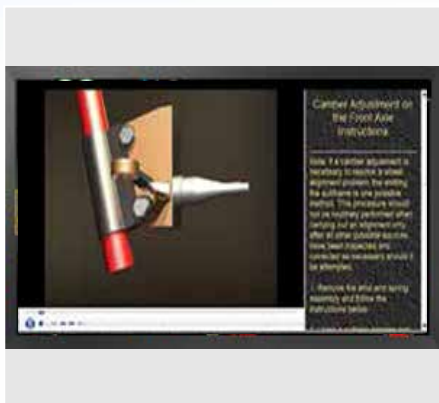 Camber Adjustment on
the Front Axle
Instructions
Note: If a camber adjustment is
necessary to resolve a wheel
alignment problem, the
the subframe is one possible
method. This procedure should
not be routinely performed when
carrying out an alignment only
after all other possible sources
have been inspected and
corrected as necessary should it
be attempted.
1. Remove the strut and spring
assembly and follow the
instructions below.